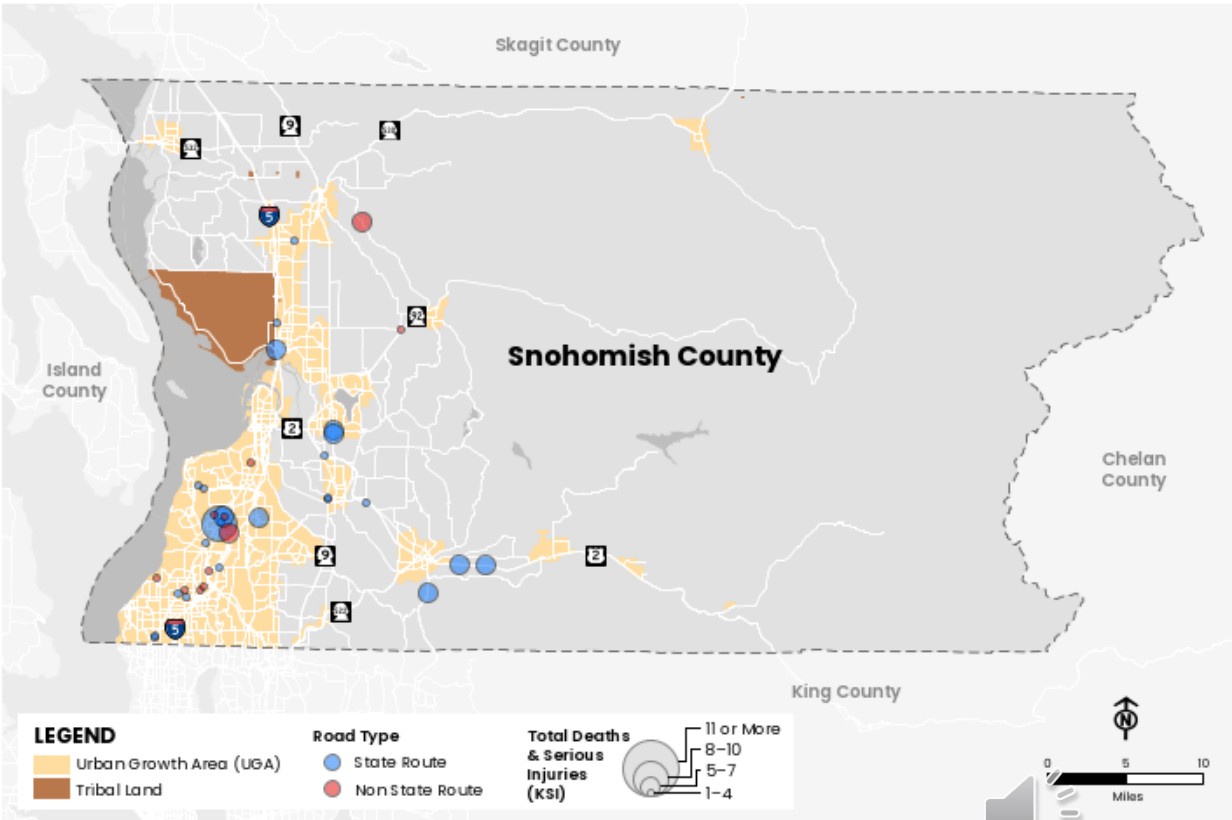 Skagit County
9
5
92
Snohomish County
Island
County
2
Chelan
County
9
2
5
King County
LEGEND
Urban Growth Area (UGA)
Tribal Land
Road Type
State Route
Non State Route
Total Deaths
& Serious
Injuries
(KSI)
11 or More
8–10
5–7
1–4
N
0 5 10
Miles